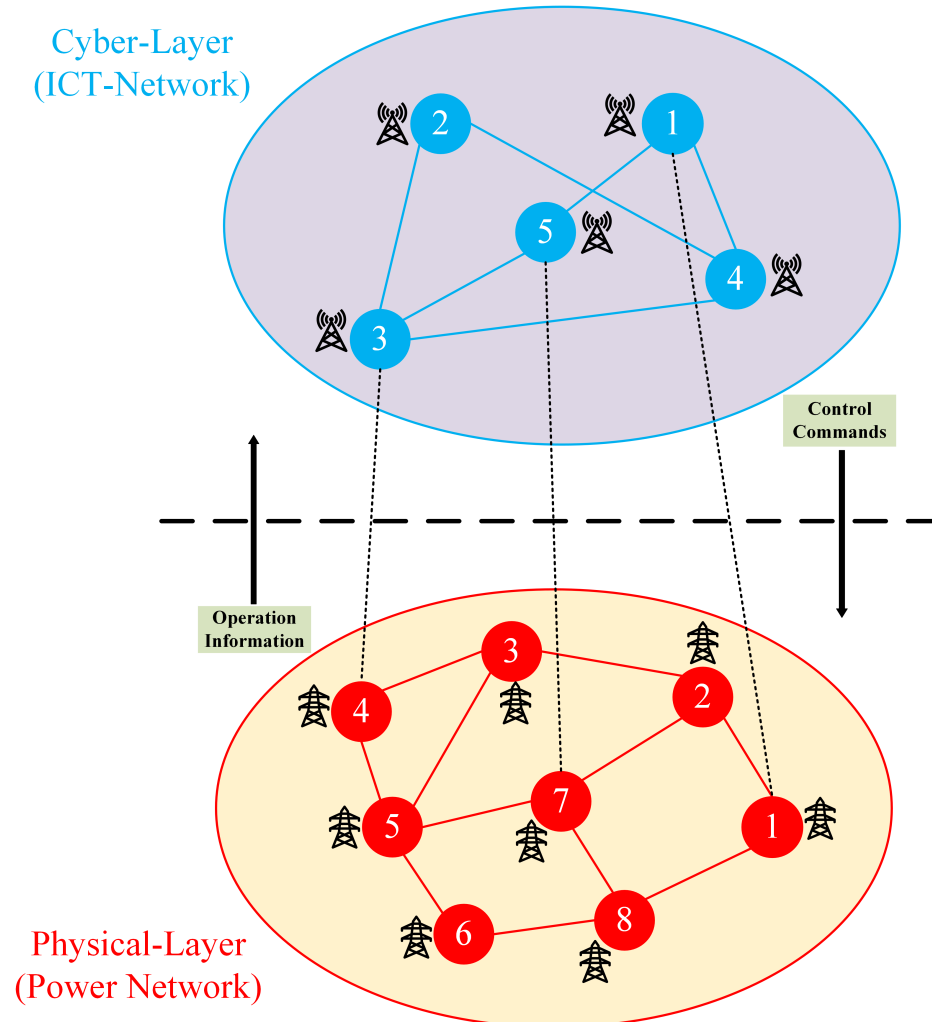 Cyber-Layer
(ICT-Network)
2
1
5
4
3
Control
Commands
Operation
Information
3
2
4
7
5
1
8
6
Physical-Layer
(Power Network)